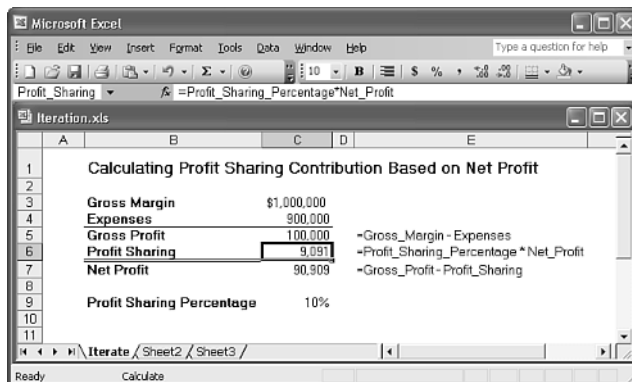 Microsoft Excel
File Edit View Insert Format Tools Data Window Help Type a question for help
Σ 10 B $ % ,
Profit_Sharing fx =Profit_Sharing_Percentage*Net_Profit
Iteration.xls
A B C D E
1 Calculating Profit Sharing Contribution Based on Net Profit
2
3 Gross Margin $1,000,000
4 Expenses 900,000
5 Gross Profit 100,000 =Gross_Margin-Expenses
6 Profit Sharing 9,091 =Profit_Sharing_Percentage*Net_Profit
7 Net Profit 90,909 =Gross_Profit-Profit_Sharing
8
9 Profit Sharing Percentage 10%
10
11
Iterate / Sheet2 / Sheet3 /
Ready Calculate